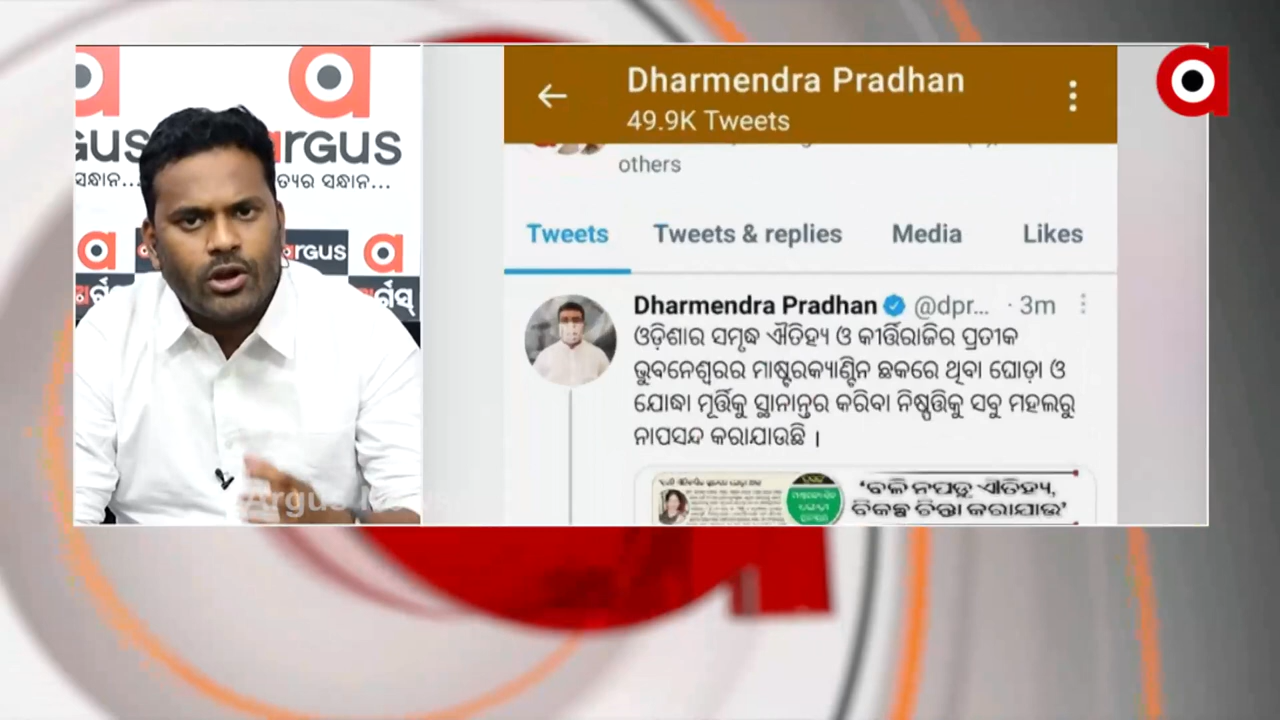 argus
ସନ୍ଧାନ...
ତ୍ୟର ସନ୍ଧାନ...
ARGUS
Argus News
Dharmendra Pradhan
49.9K Tweets
others
Tweets
Tweets & replies
Media
Likes
Dharmendra Pradhan @dpr... · 3m
ଓଡ଼ିଶାର ସମୃଦ୍ଧ ଐତିହ୍ୟ ଓ କୀର୍ତ୍ତିରାଜିର ପ୍ରତୀକ
ଭୁବନେଶ୍ୱରର ମାଷ୍ଟରକ୍ୟାଣ୍ଟିନ ଛକରେ ଥିବା ଘୋଡ଼ା ଓ
ଯୋଦ୍ଧା ମୂର୍ତ୍ତିକୁ ସ୍ଥାନାନ୍ତର କରିବା ନିଷ୍ପତ୍ତିକୁ ସବୁ ମହଲରୁ
ନାପସନ୍ଦ କରାଯାଉଛି ।
‘ବଳି ନପଡୁ ଐତିହ୍ୟ,
ବିକଳ୍ପ ଚିନ୍ତା କରାଯାଉ’